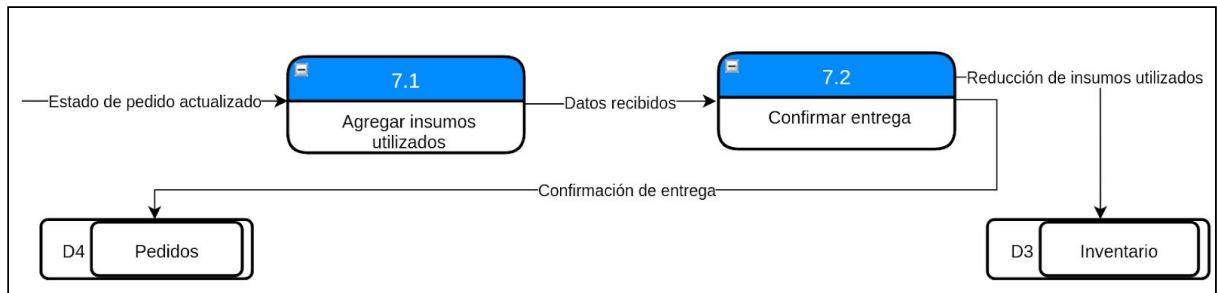 7.1
7.2
Reducción de insumos utilizados
Estado de pedido actualizado
Datos recibidos
Agregar insumos
utilizados
Confirmar entrega
Confirmación de entrega
D4
Pedidos
D3
Inventario